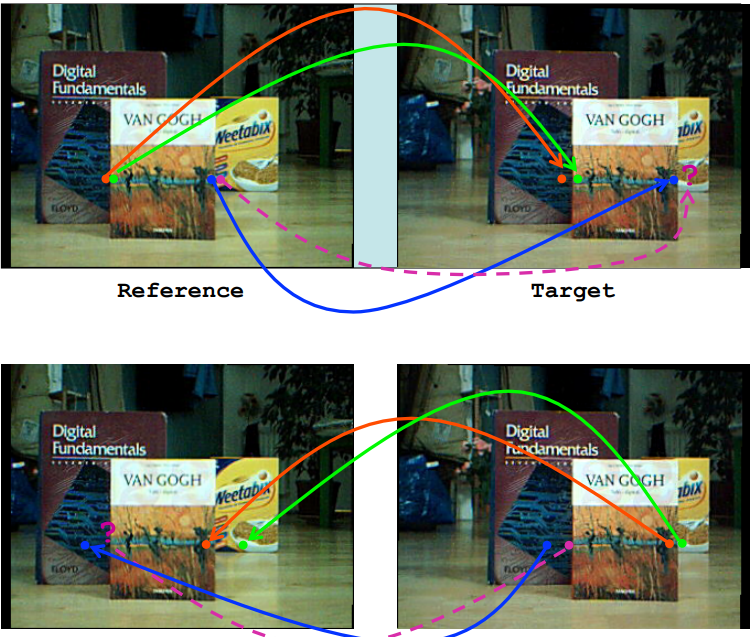 Digital
Fundamentals
VAN GOGH
Weetabix
FLOYD
Digital
Fundamentals
VAN GOGH
abix
FLOYD
?
Reference
Target
Digital
Fundamentals
VAN GOGH
Weetabix
FLOYD
?
Digital
Fundamentals
VAN GOGH
abix
FLOYD